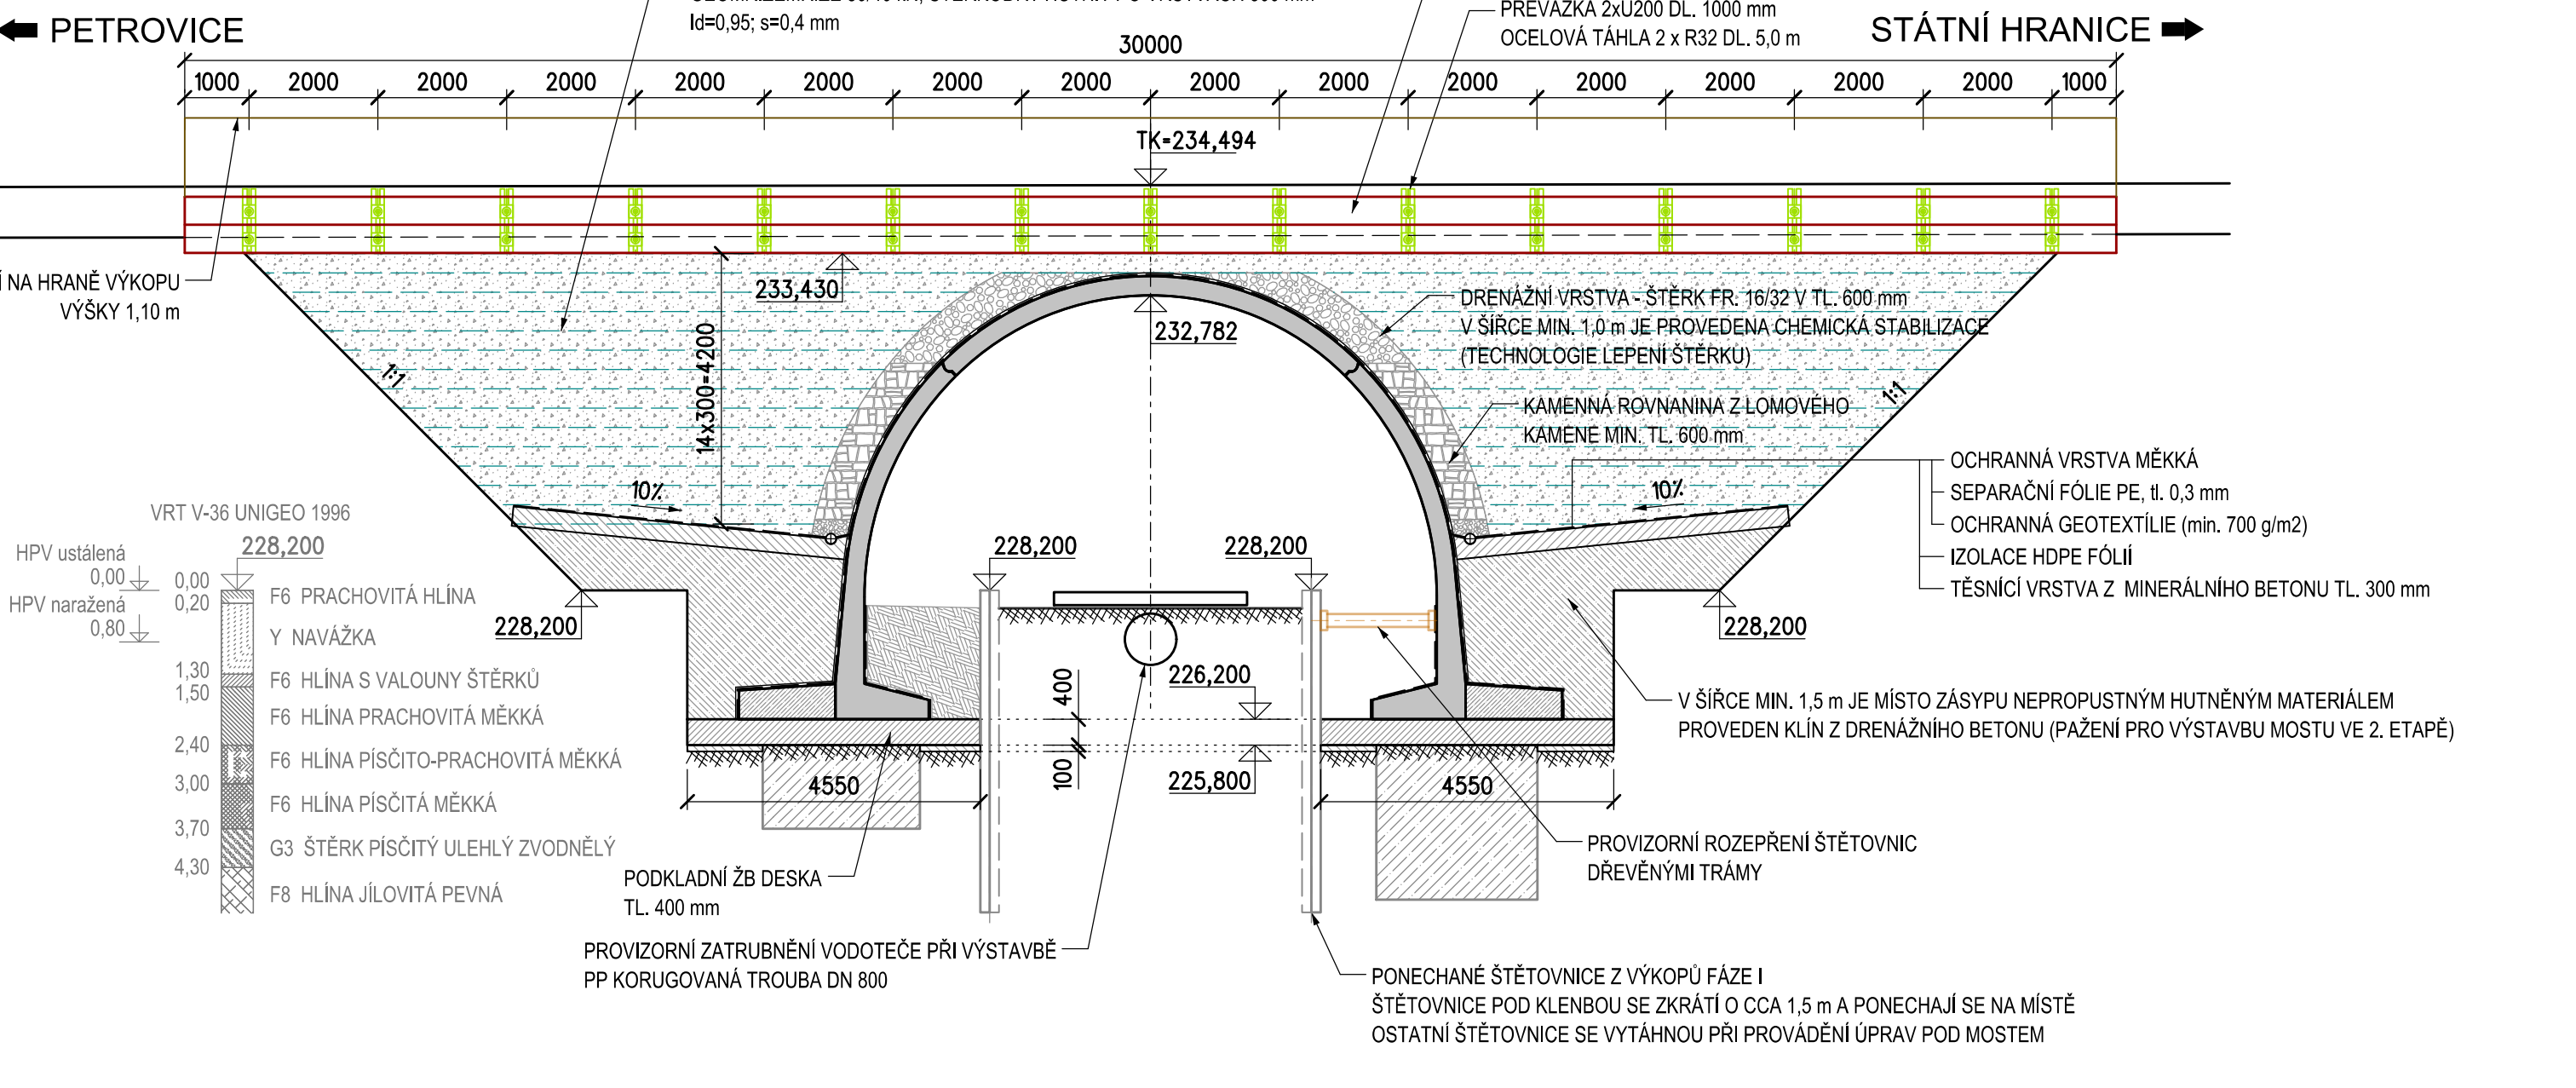 PETROVICE
Id=0,95; s=0,4 mm
PŘEVÁZKA 2xU200 DL. 1000 mm
OCELOVÁ TÁHLA 2 x R32 DL. 5,0 m
STÁTNÍ HRANICE
30000
1000 2000 2000 2000 2000 2000 2000 2000 2000 2000 2000 2000 2000 2000 2000 1000
TK=234,494
Í NA HRANĚ VÝKOPU
VÝŠKY 1,10 m
233,430
232,782
14x300=4200
1:1
1:1
10%
10%
DRENÁŽNÍ VRSTVA - ŠTĚRK FR. 16/32 V TL. 600 mm
V ŠÍŘCE MIN. 1,0 m JE PROVEDENA CHEMICKÁ STABILIZACE
(TECHNOLOGIE LEPENÍ ŠTĚRKU)
KAMENNÁ ROVNANINA Z LOMOVÉHO
KAMENE MIN. TL. 600 mm
OCHRANNÁ VRSTVA MĚKKÁ
SEPARAČNÍ FÓLIE PE, tl. 0,3 mm
OCHRANNÁ GEOTEXTÍLIE (min. 700 g/m2)
IZOLACE HDPE FÓLIÍ
TĚSNÍCÍ VRSTVA Z MINERÁLNÍHO BETONU TL. 300 mm
VRT V-36 UNIGEO 1996
228,200
HPV ustálená
0,00
HPV naražená
0,80
0,00
0,20
F6 PRACHOVITÁ HLÍNA
Y NAVÁŽKA
1,30
F6 HLÍNA S VALOUNY ŠTĚRKŮ
1,50
F6 HLÍNA PRACHOVITÁ MĚKKÁ
2,40
F6 HLÍNA PÍSČITO-PRACHOVITÁ MĚKKÁ
3,00
F6 HLÍNA PÍSČITÁ MĚKKÁ
3,70
G3 ŠTĚRK PÍSČITÝ ULEHLÝ ZVODNĚLÝ
4,30
F8 HLÍNA JÍLOVITÁ PEVNÁ
228,200
228,200
228,200
228,200
226,200
225,800
400
100
4550
4550
V ŠÍŘCE MIN. 1,5 m JE MÍSTO ZÁSYPU NEPROPUSTNÝM HUTNĚNÝM MATERIÁLEM
PROVEDEN KLÍN Z DRENÁŽNÍHO BETONU (PAŽENÍ PRO VÝSTAVBU MOSTU VE 2. ETAPĚ)
PROVIZORNÍ ROZEPŘENÍ ŠTĚTOVNIC
DŘEVĚNÝMI TRÁMY
PODKLADNÍ ŽB DESKA
TL. 400 mm
PROVIZORNÍ ZATRUBNĚNÍ VODOTEČE PŘI VÝSTAVBĚ
PP KORUGOVANÁ TROUBA DN 800
PONECHANÉ ŠTĚTOVNICE Z VÝKOPŮ FÁZE I
ŠTĚTOVNICE POD KLENBOU SE ZKRÁTÍ O CCA 1,5 m A PONECHAJÍ SE NA MÍSTĚ
OSTATNÍ ŠTĚTOVNICE SE VYTÁHNOU PŘI PROVÁDĚNÍ ÚPRAV POD MOSTEM